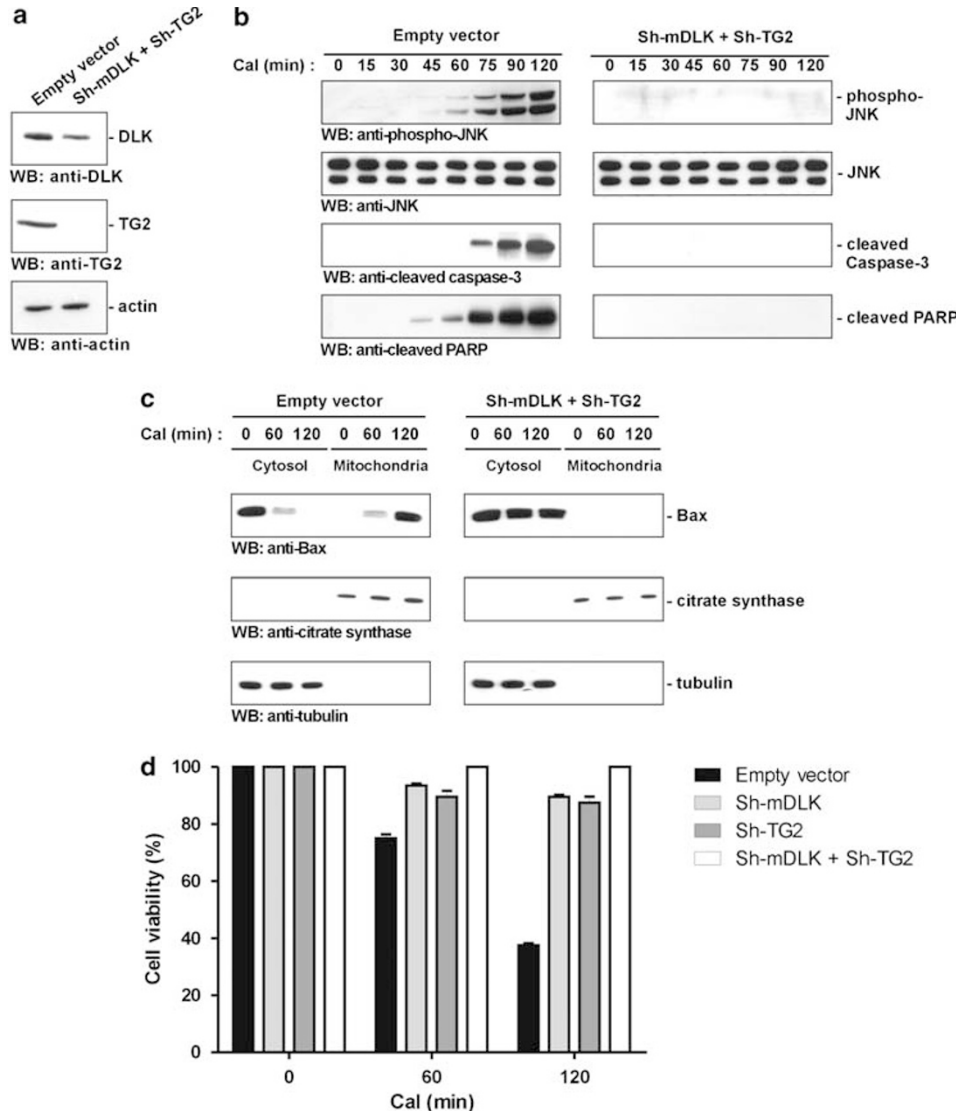 a
Empty vector
Sh-mDLK + Sh-TG2
- DLK
WB: anti-DLK
- TG2
WB: anti-TG2
- actin
WB: anti-actin
b
Empty vector
Sh-mDLK + Sh-TG2
Cal (min) : 0 15 30 45 60 75 90 120
0 15 30 45 60 75 90 120
- phospho-
JNK
WB: anti-phospho-JNK
- JNK
WB: anti-JNK
- cleaved
Caspase-3
WB: anti-cleaved caspase-3
- cleaved PARP
WB: anti-cleaved PARP
c
Empty vector
Sh-mDLK + Sh-TG2
Cal (min) : 0 60 120 0 60 120
0 60 120 0 60 120
Cytosol Mitochondria
Cytosol Mitochondria
- Bax
WB: anti-Bax
- citrate synthase
WB: anti-citrate synthase
- tubulin
WB: anti-tubulin
d
Cell viability (%)
100
80
60
40
20
0
0 60 120
Cal (min)
Empty vector
Sh-mDLK
Sh-TG2
Sh-mDLK + Sh-TG2